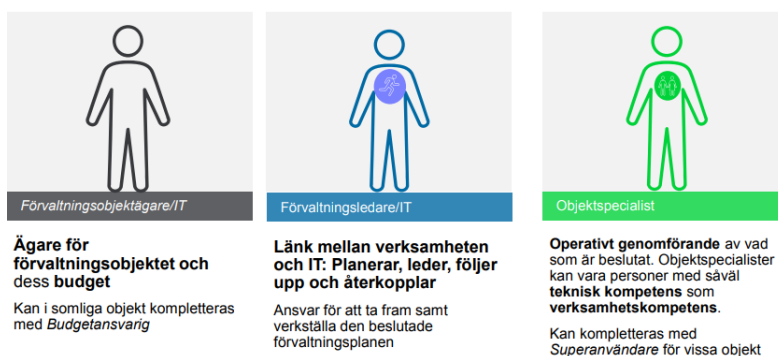 Förvaltningsobjektägare/IT
Ägare för
förvaltningsobjektet och
dess budget
Kan i somliga objekt kompletteras
med Budgetansvarig
Förvaltningsledare/IT
Länk mellan verksamheten
och IT: Planerar, leder, följer
upp och återkopplar
Ansvar för att ta fram samt
verkställa den beslutade
förvaltningsplanen
Objektspecialist
Operativt genomförande av vad
som är beslutat. Objektspecialister
kan vara personer med såväl
teknisk kompetens som
verksamhetskompetens.
Kan kompletteras med
Superanvändare för vissa objekt